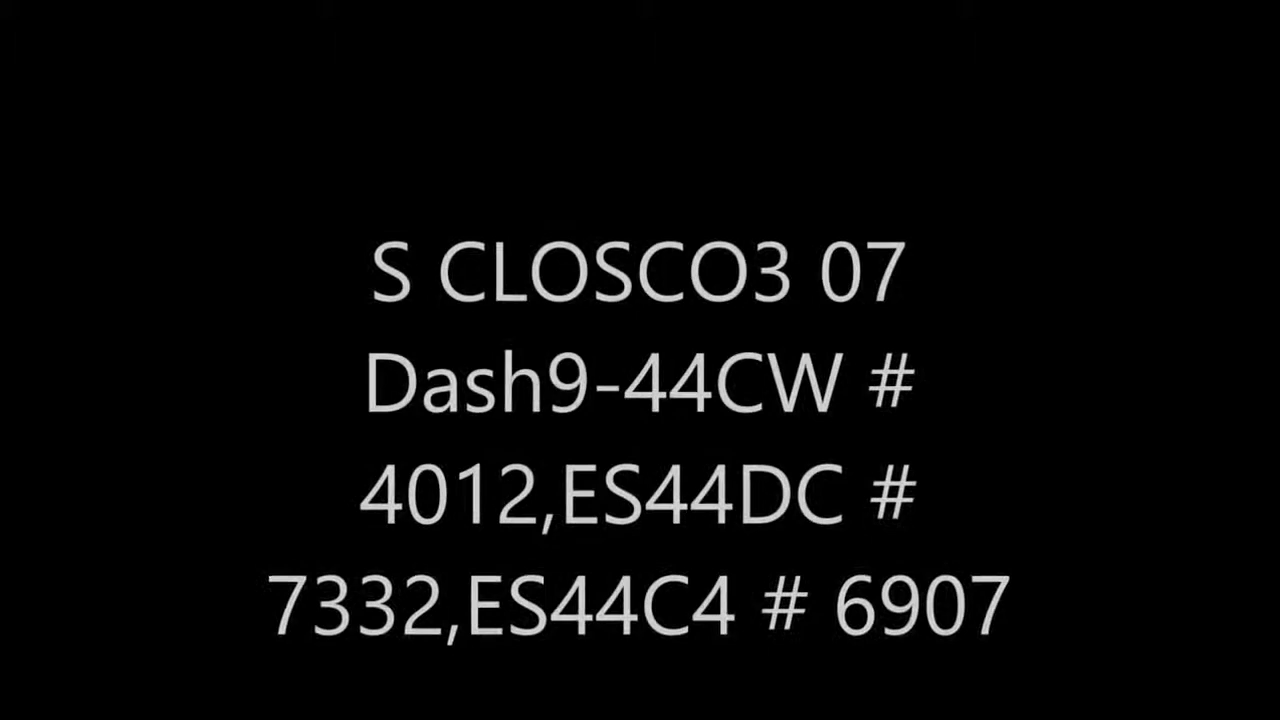 S CLOSCO3 07
Dash9-44CW #
4012,ES44DC #
7332,ES44C4 # 6907